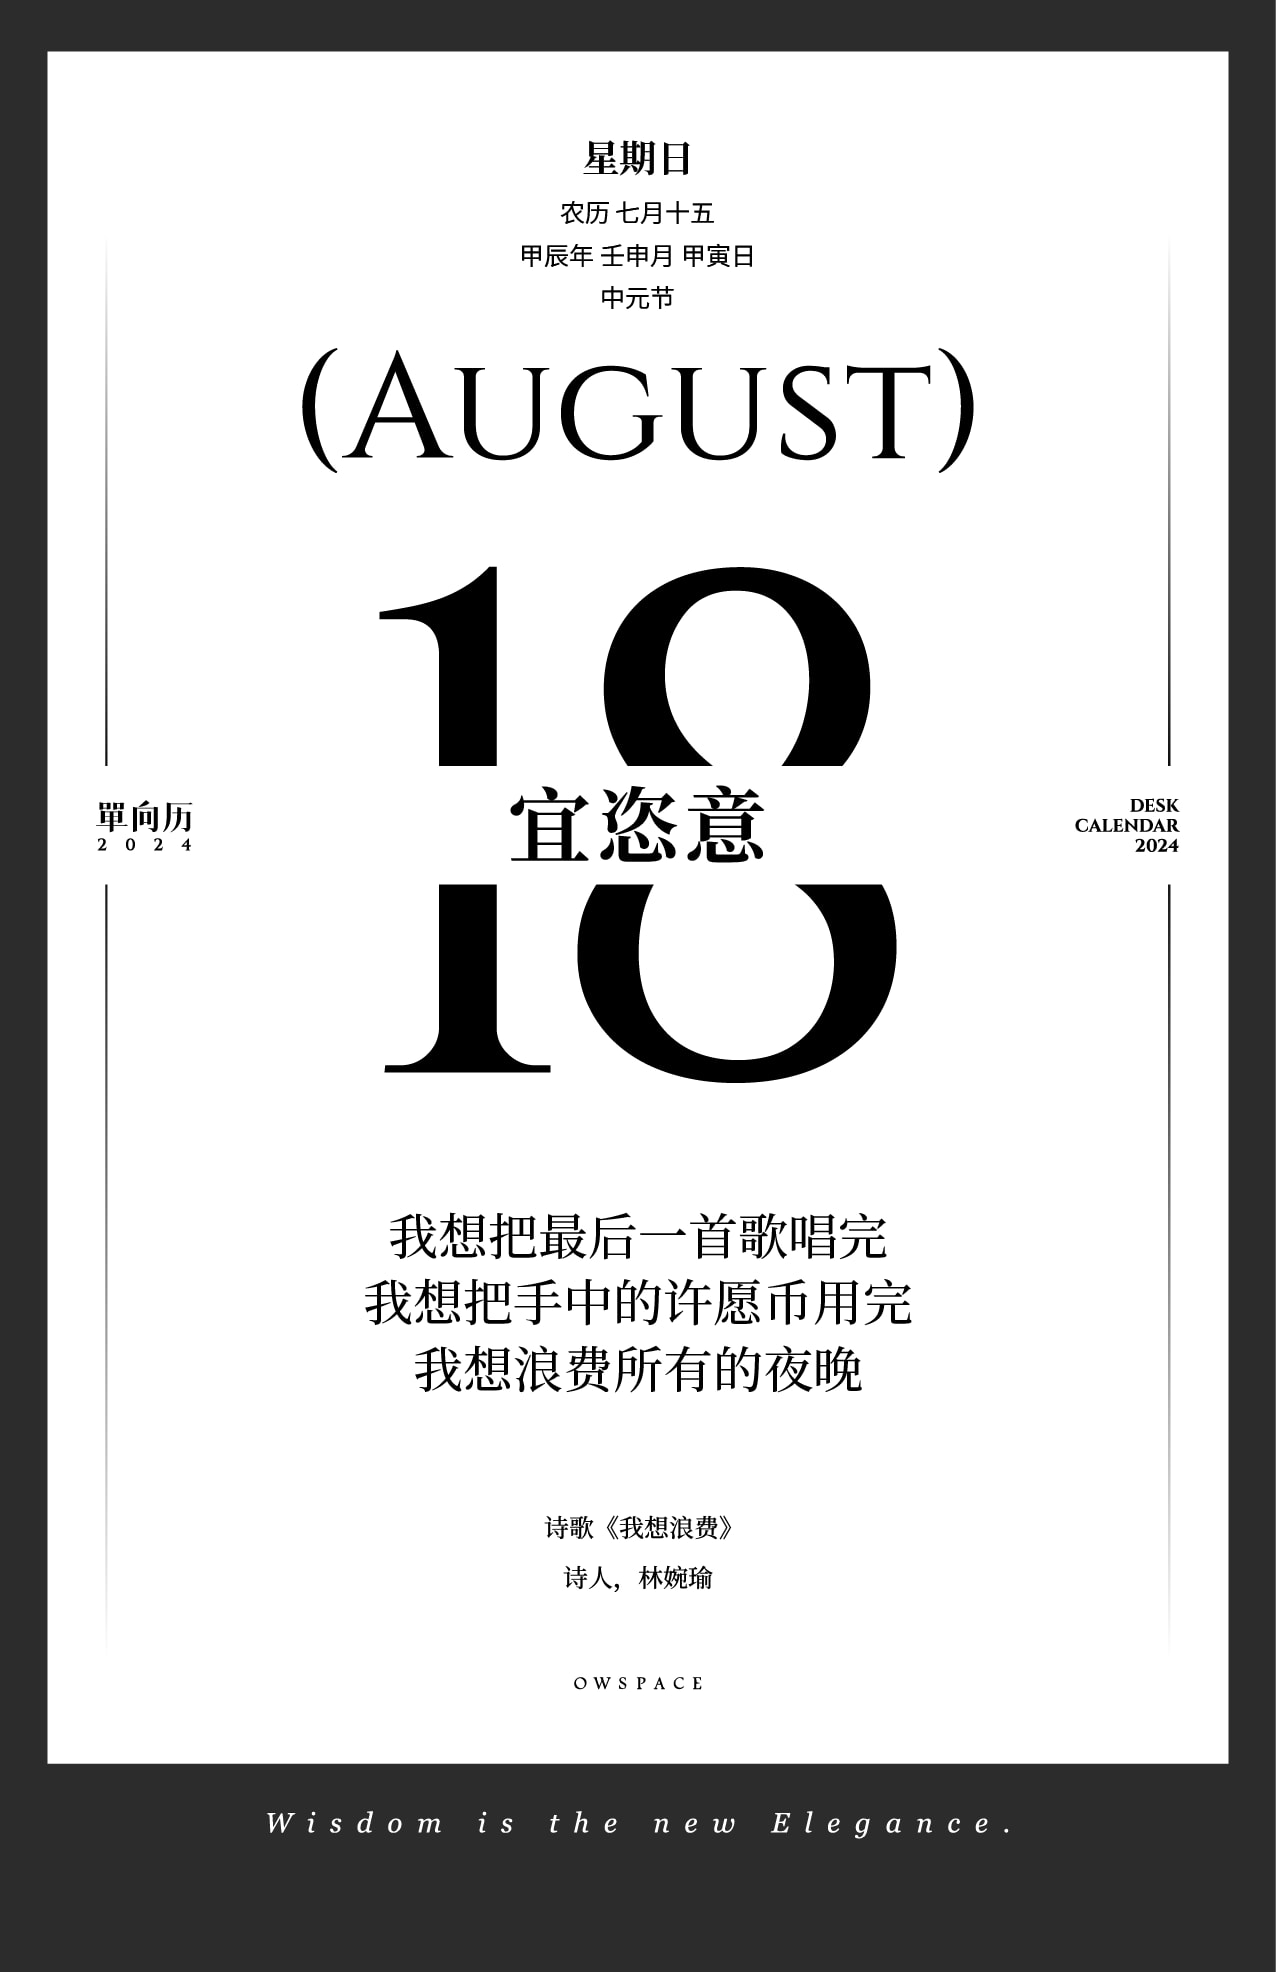 星期日
农历 七月十五
甲辰年 壬申月 甲寅日
中元节
(AUGUST)
18
單向历
2024
宜恣意
DESK
CALENDAR
2024
我想把最后一首歌唱完
我想把手中的许愿币用完
我想浪费所有的夜晚
诗歌《我想浪费》
诗人，林婉瑜
OWSPACE
Wisdom is the new Elegance.